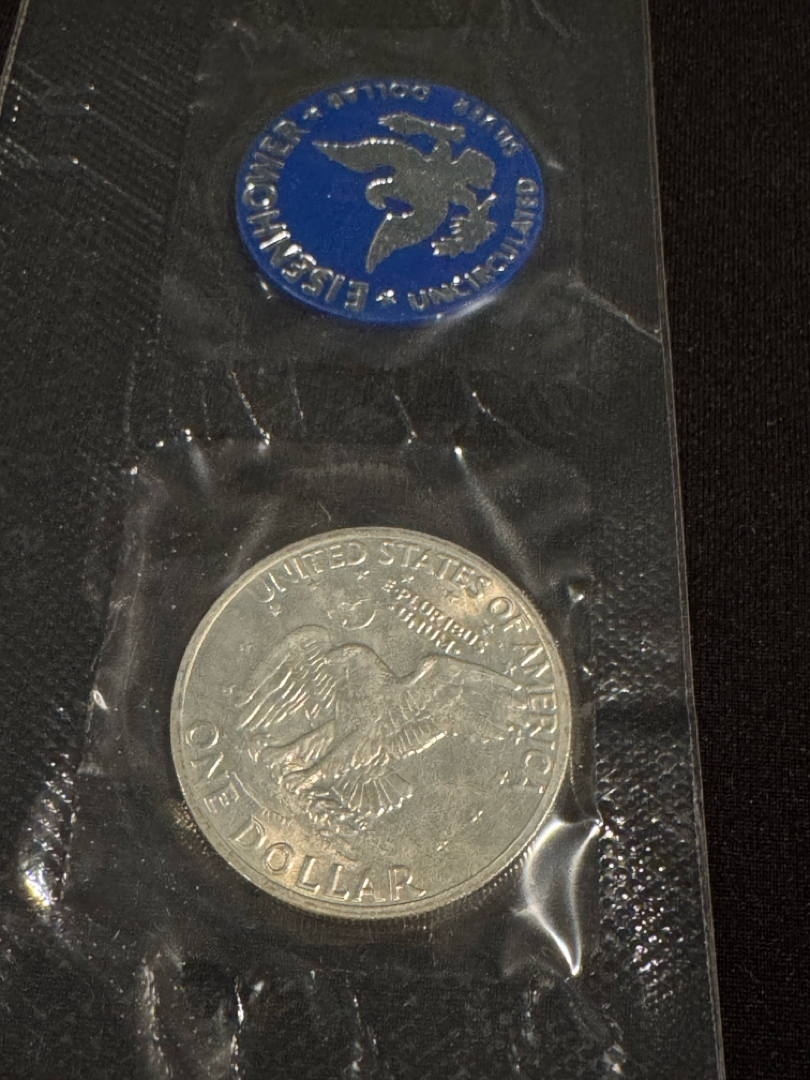 EISENHOWER ★ DOLLAR
SILVER
UNCIRCULATED ★
UNITED STATES OF AMERICA
E PLURIBUS
UNUM
ONE DOLLAR